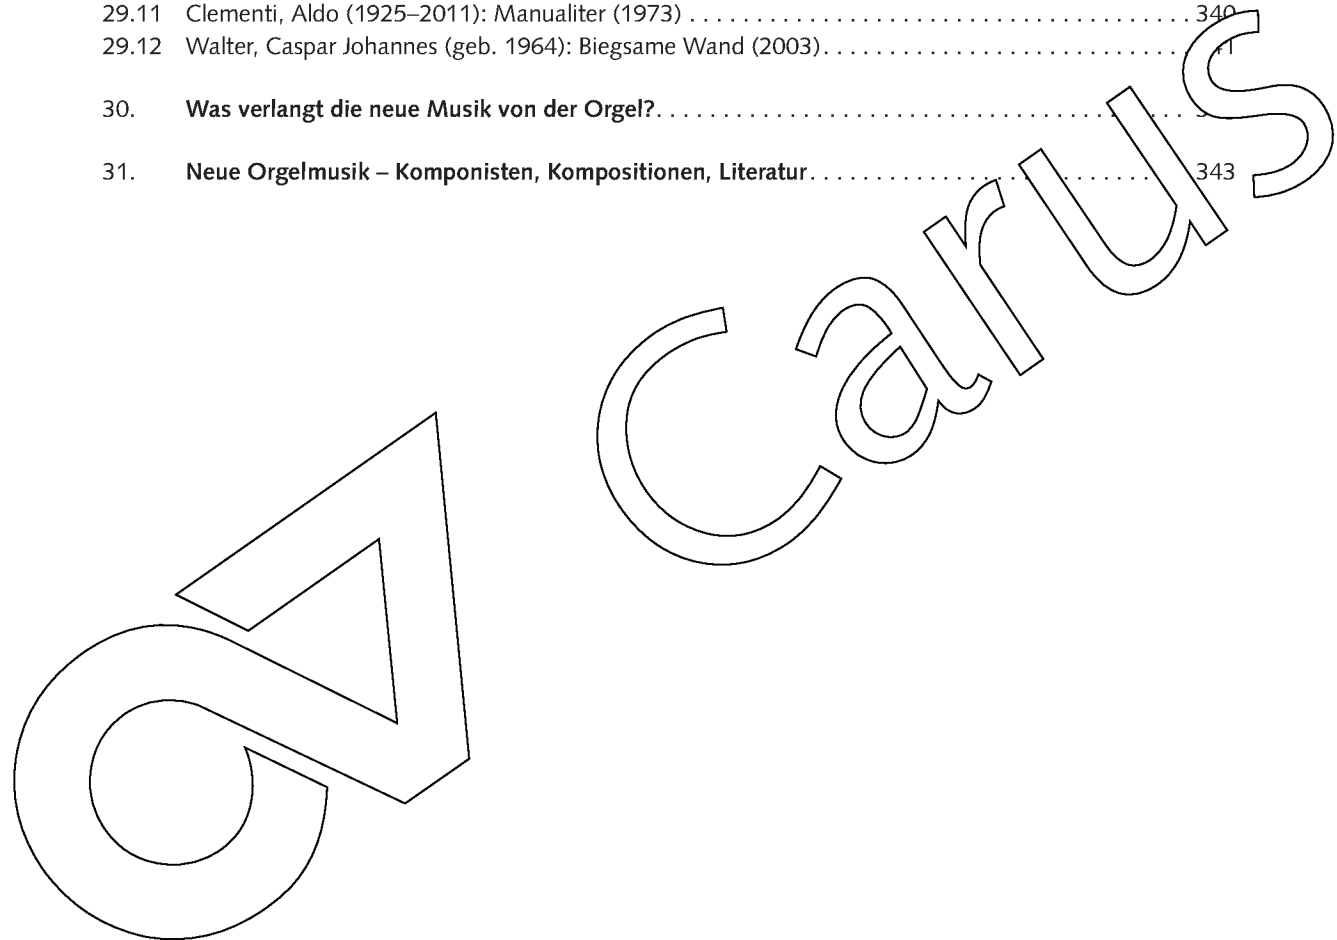 29.11 Clementi, Aldo (1925–2011): Manualiter (1973) . . . . . . . . . . . . . . . . . . . . . . . . . . . . . . . . . . . . . 340
29.12 Walter, Caspar Johannes (geb. 1964): Biegsame Wand (2003). . . . . . . . . . . . . . . . . . . . . . . . . . .
30. Was verlangt die neue Musik von der Orgel?. . . . . . . . . . . . . . . . . . . . . . . . . . . . . . . . . . . . . . .
31. Neue Orgelmusik – Komponisten, Kompositionen, Literatur. . . . . . . . . . . . . . . . . . . . . . . . . . . . 343
Carus